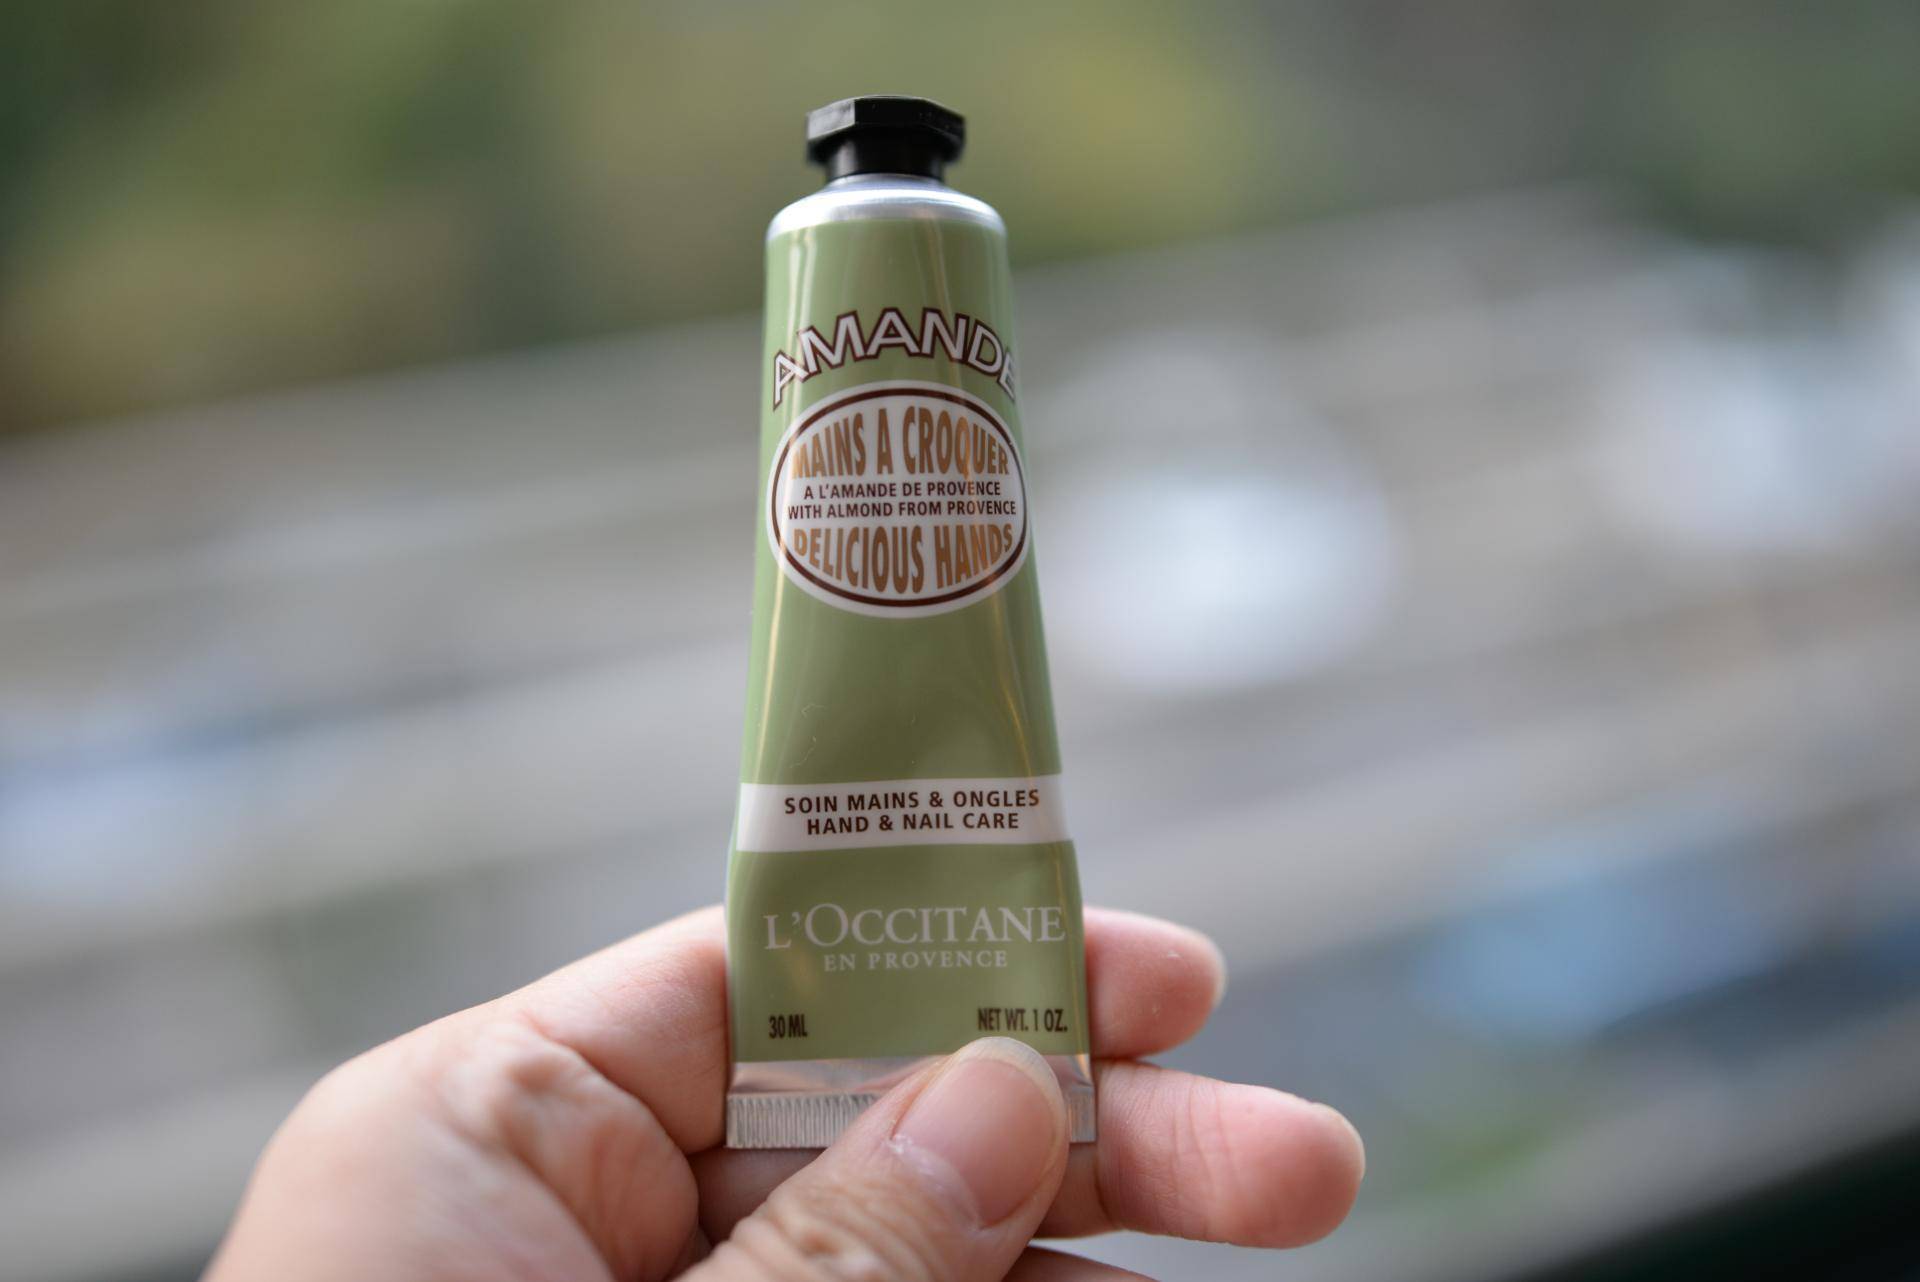 AMANDE
MAINS A CROQUER
A L'AMANDE DE PROVENCE
WITH ALMOND FROM PROVENCE
DELICIOUS HANDS
SOIN MAINS & ONGLES
HAND & NAIL CARE
L'OCCITANE
EN PROVENCE
30 ML NET WT. 1 OZ.